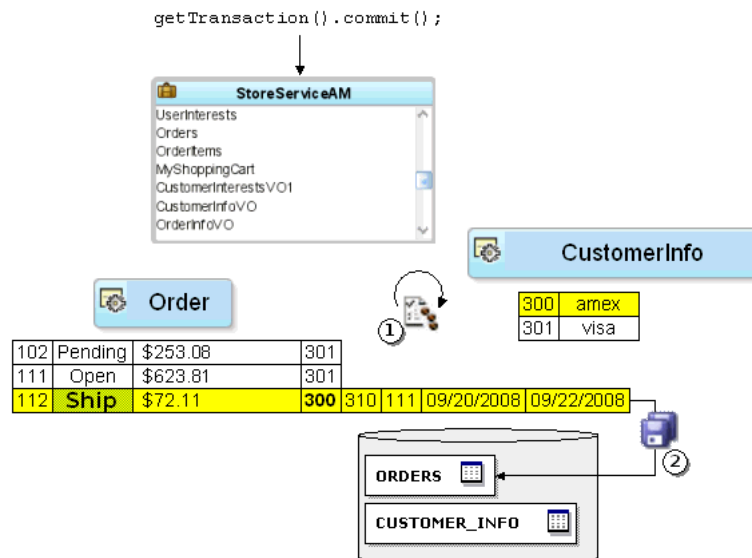 getTransaction().commit();
StoreServiceAM
UserInterests
Orders
OrderItems
MyShoppingCart
CustomerInterestsVO1
CustomerInfoVO
OrderInfoVO
CustomerInfo
Order
300 amex
301 visa
1
102 Pending $253.08 301
111 Open $623.81 301
112 Ship $72.11 300 310 111 09/20/2008 09/22/2008
2
ORDERS
CUSTOMER_INFO